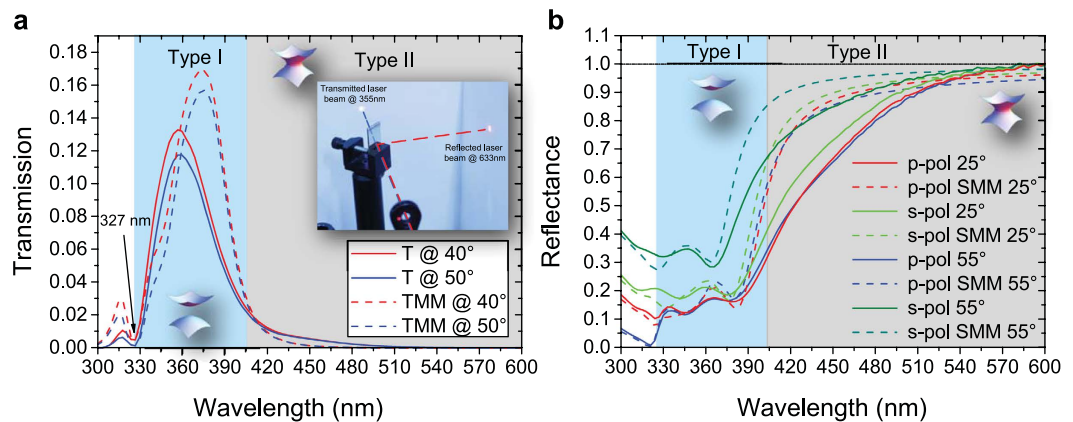 a
0.18
0.16
0.14
0.12
0.10
0.08
0.06
0.04
0.02
0.00
Transmission
Type I
Type II
327 nm
Transmitted laser
beam @ 355nm
Reflected laser
beam @ 633nm
T @ 40°
T @ 50°
TMM @ 40°
TMM @ 50°
300 330 360 390 420 450 480 510 540 570 600
Wavelength (nm)
b
1.1
1.0
0.9
0.8
0.7
0.6
0.5
0.4
0.3
0.2
0.1
0.0
Reflectance
Type I
Type II
p-pol 25°
p-pol SMM 25°
s-pol 25°
s-pol SMM 25°
p-pol 55°
p-pol SMM 55°
s-pol 55°
s-pol SMM 55°
300 330 360 390 420 450 480 510 540 570 600
Wavelength (nm)